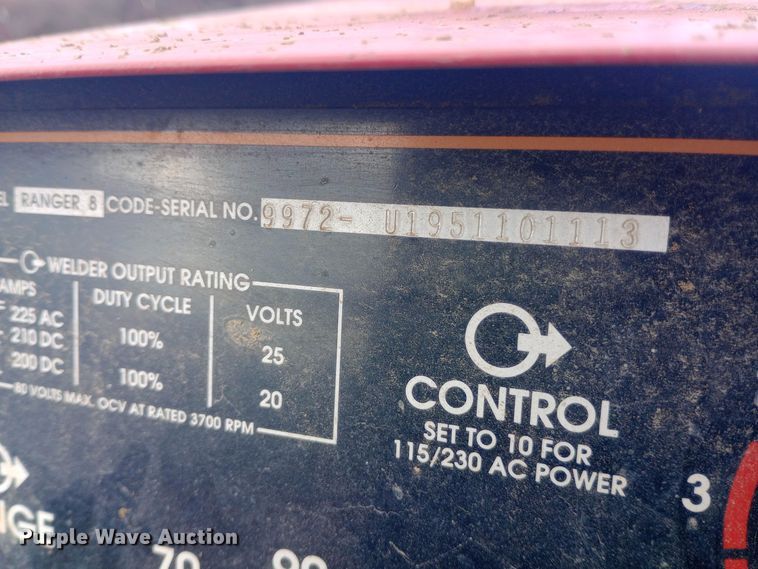 RANGER 8 CODE-SERIAL NO. 9972- U1951101113
WELDER OUTPUT RATING
AMPS DUTY CYCLE VOLTS
225 AC 100% 25
210 DC
200 DC 100% 20
80 VOLTS MAX. OCV AT RATED 3700 RPM
CONTROL
SET TO 10 FOR
115/230 AC POWER
3
70 90
Purple Wave Auction